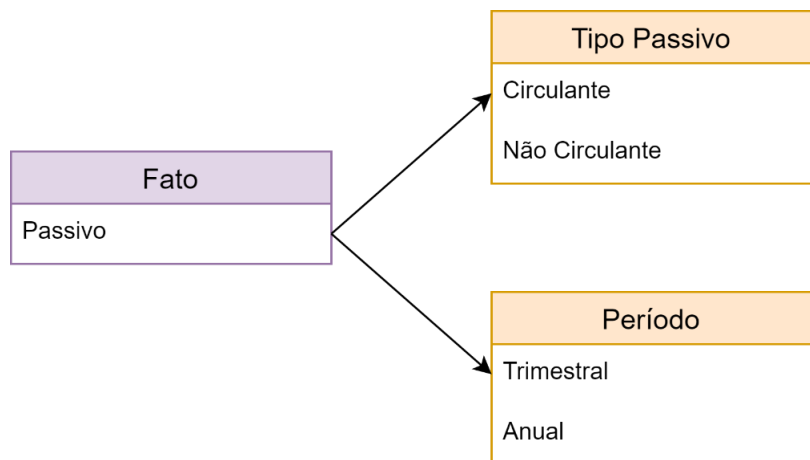 Fato
Passivo
Tipo Passivo
Circulante
Não Circulante
Período
Trimestral
Anual